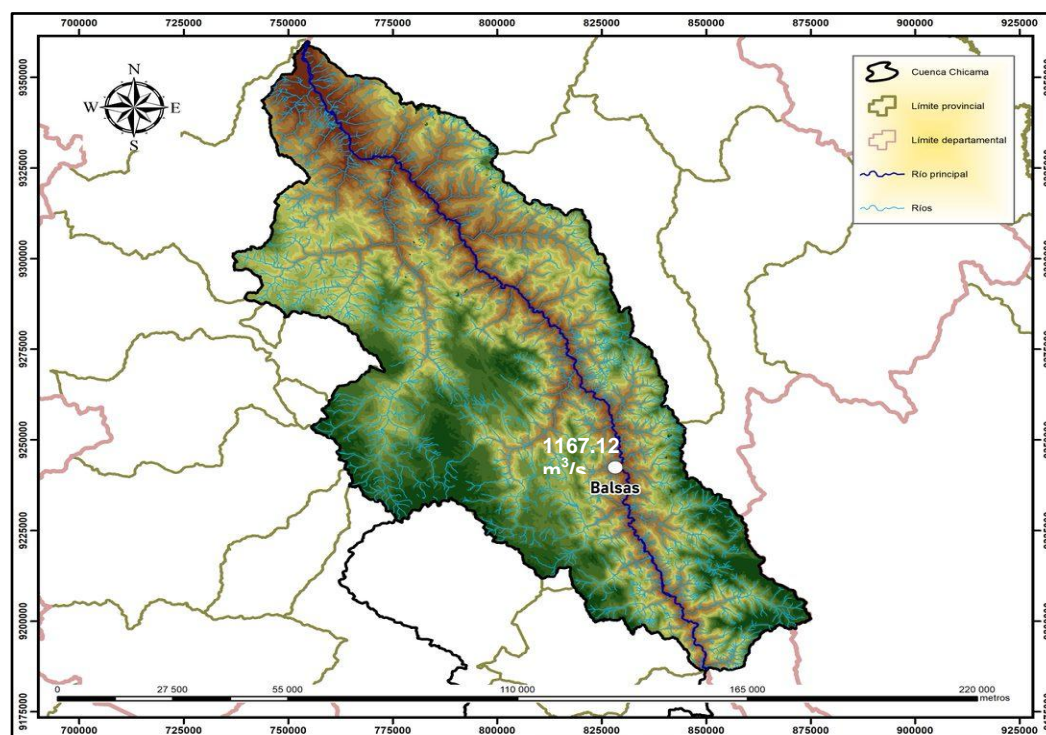 700000 725000 750000 775000 800000 825000 850000 875000 900000 925000
9350000
9325000
9300000
9275000
9250000
9225000
9200000
9175000
N
W E
S
Cuenca Chicama
Límite provincial
Límite departamental
Río principal
Ríos
1167.12
m³/s
Balsas
0 27 500 55 000 110 000 165 000 220 000
metros
700000 725000 750000 775000 800000 825000 850000 875000 900000 925000